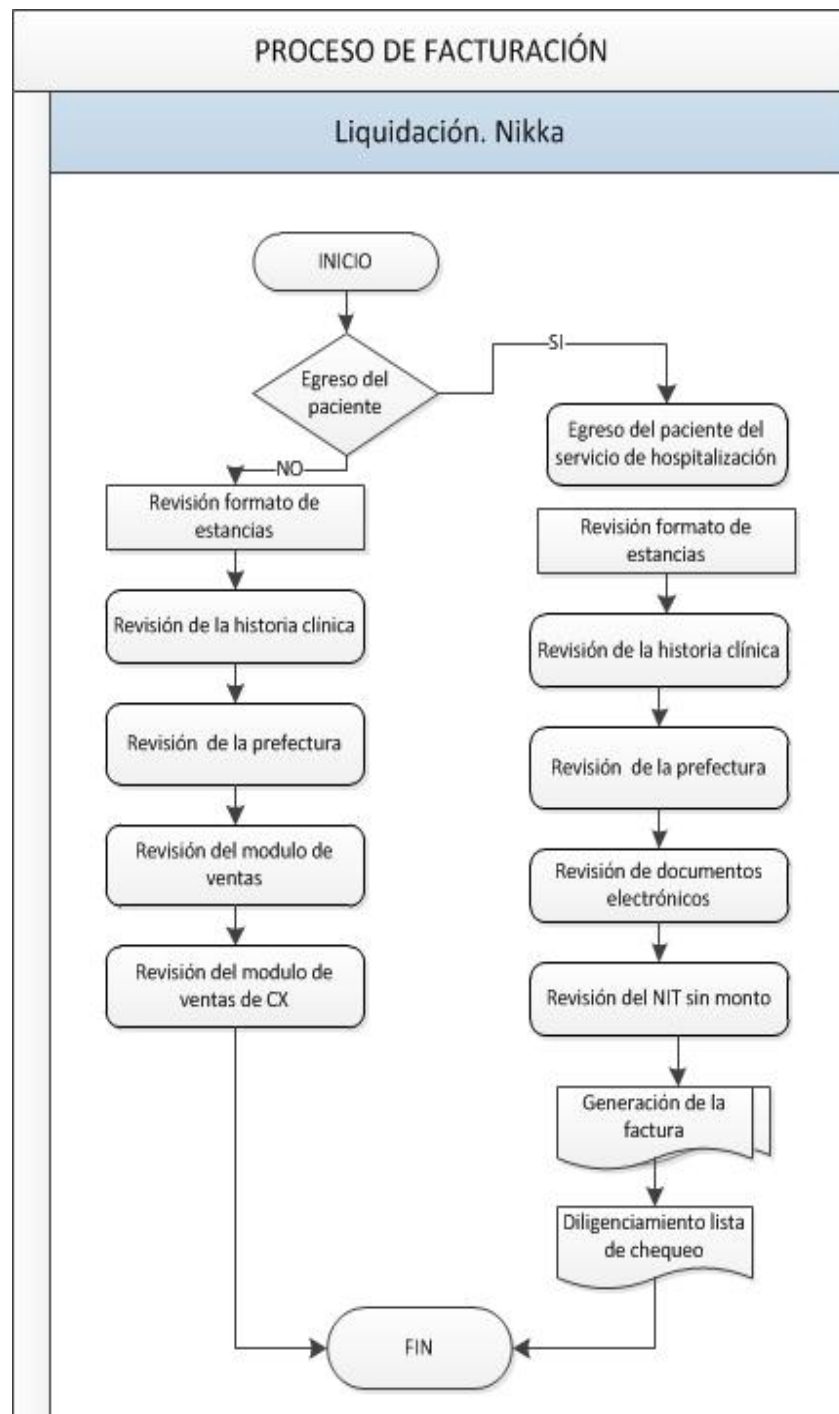 PROCESO DE FACTURACIÓN
Liquidación. Nikka
INICIO
Egreso del
paciente
SI
NO
Revisión formato de
estancias
Revisión de la historia clínica
Revisión  de la prefectura
Revisión del modulo de
ventas
Revisión del modulo de
ventas de CX
Egreso del paciente del
servicio de hospitalización
Revisión formato de
estancias
Revisión de la historia clínica
Revisión  de la prefectura
Revisión de documentos
electrónicos
Revisión del NIT sin monto
Generación de la
factura
Diligenciamiento lista
de chequeo
FIN